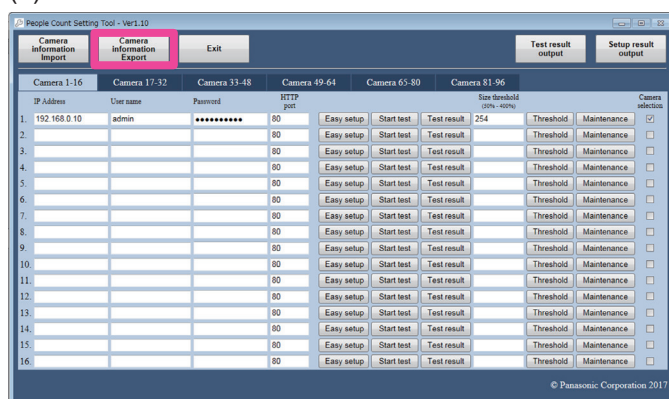 People Count Setting Tool - Ver1.10
Camera information Import Camera information Export Exit Test result output Setup result output
Camera 1-16 Camera 17-32 Camera 33-48 Camera 49-64 Camera 65-80 Camera 81-96
IP Address User name Password HTTP port Size threshold (30% - 400%) Camera selection
1. 192.168.0.10 admin ●●●●●●●●●● 80 Easy setup Start test Test result 254 Threshold Maintenance
2. 80 Easy setup Start test Test result Threshold Maintenance
3. 80 Easy setup Start test Test result Threshold Maintenance
4. 80 Easy setup Start test Test result Threshold Maintenance
5. 80 Easy setup Start test Test result Threshold Maintenance
6. 80 Easy setup Start test Test result Threshold Maintenance
7. 80 Easy setup Start test Test result Threshold Maintenance
8. 80 Easy setup Start test Test result Threshold Maintenance
9. 80 Easy setup Start test Test result Threshold Maintenance
10. 80 Easy setup Start test Test result Threshold Maintenance
11. 80 Easy setup Start test Test result Threshold Maintenance
12. 80 Easy setup Start test Test result Threshold Maintenance
13. 80 Easy setup Start test Test result Threshold Maintenance
14. 80 Easy setup Start test Test result Threshold Maintenance
15. 80 Easy setup Start test Test result Threshold Maintenance
16. 80 Easy setup Start test Test result Threshold Maintenance
© Panasonic Corporation 2017